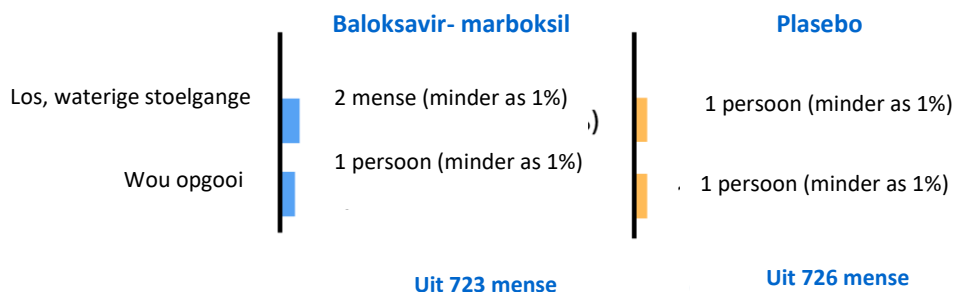 Baloksavir- marboksil
Plasebo
Los, waterige stoelgange
2 mense (minder as 1%)
1 persoon (minder as 1%)
Wou opgooi
1 persoon (minder as 1%)
1 persoon (minder as 1%)
Uit 723 mense
Uit 726 mense